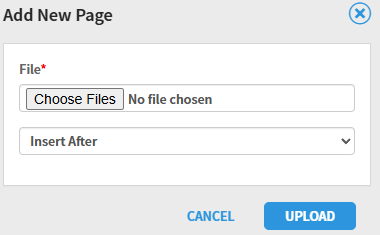 Add New Page
File*
Choose Files No file chosen
Insert After
CANCEL UPLOAD